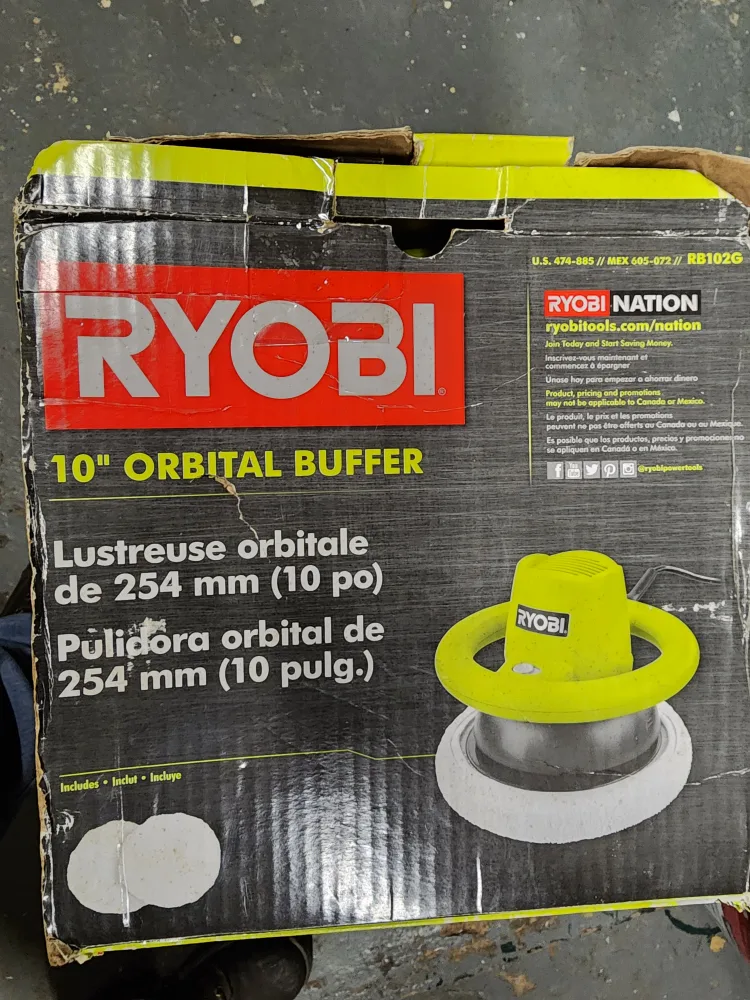 U.S. 474-885 // MEX 605-072 // RB102G
RYOBI
RYOBI NATION
ryobitools.com/nation
Join Today and Start Saving Money.
Inscrivez-vous maintenant et
commencez à épargner
Únase hoy para empezar a ahorrar dinero
Product, pricing and promotions
may not be applicable to Canada or Mexico.
Le produit, le prix et les promotions
peuvent ne pas être offerts au Canada ou au Mexique.
Es posible que los productos, precios y promociones no
se apliquen en Canadá o en México.
@ryobipowertools
10" ORBITAL BUFFER
Lustreuse orbitale
de 254 mm (10 po)
Pulidora orbital de
254 mm (10 pulg.)
RYOBI
Includes • Inclut • Incluye